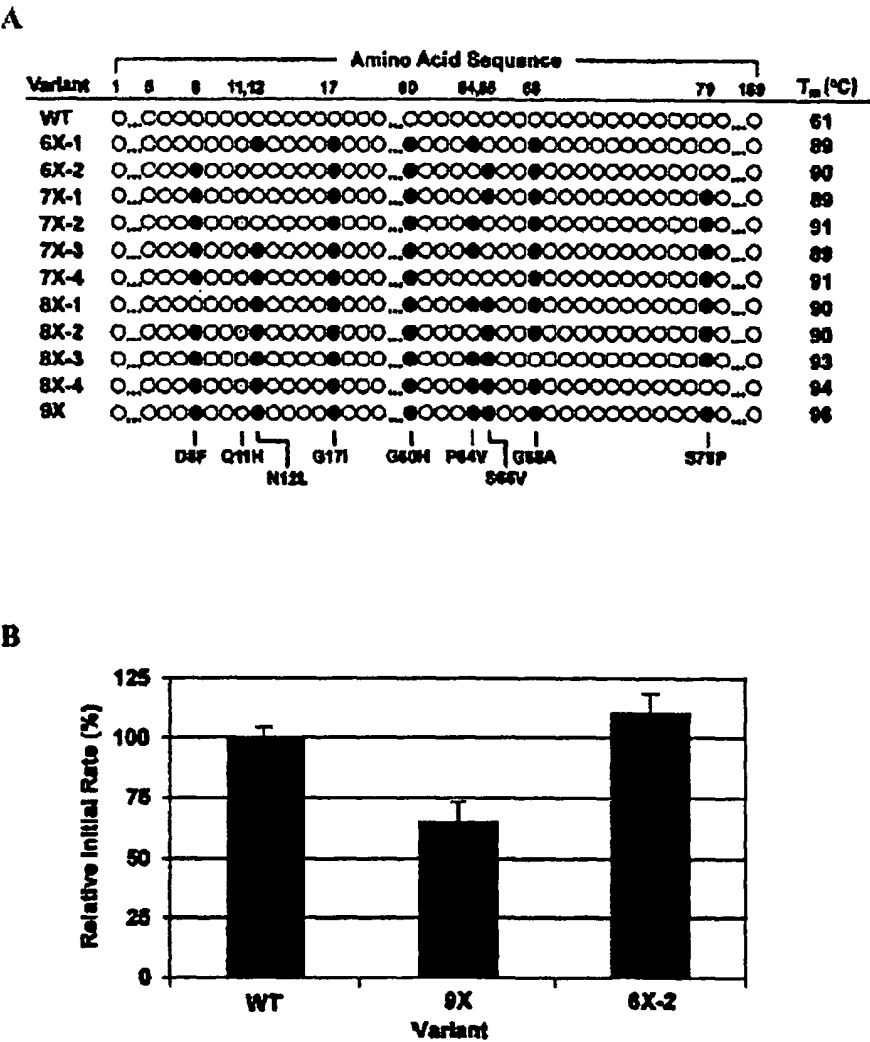 A
Amino Acid Sequence
Variant 1 5 8 11,12 17 60 64,65 68 79 189 Tm (°C)
WT ... ... ... 61
6X-1 ... ... ... 89
6X-2 ... ... ... 90
7X-1 ... ... ... 89
7X-2 ... ... ... 91
7X-3 ... ... ... 89
7X-4 ... ... ... 91
8X-1 ... ... ... 90
8X-2 ... ... ... 90
8X-3 ... ... ... 93
8X-4 ... ... ... 94
9X ... ... ... 96
D8F Q11H G17I G60H P64V G68A S79P
N12L S65V
B
Relative Initial Rate (%)
125
100
75
50
25
0
WT 9X 6X-2
Variant